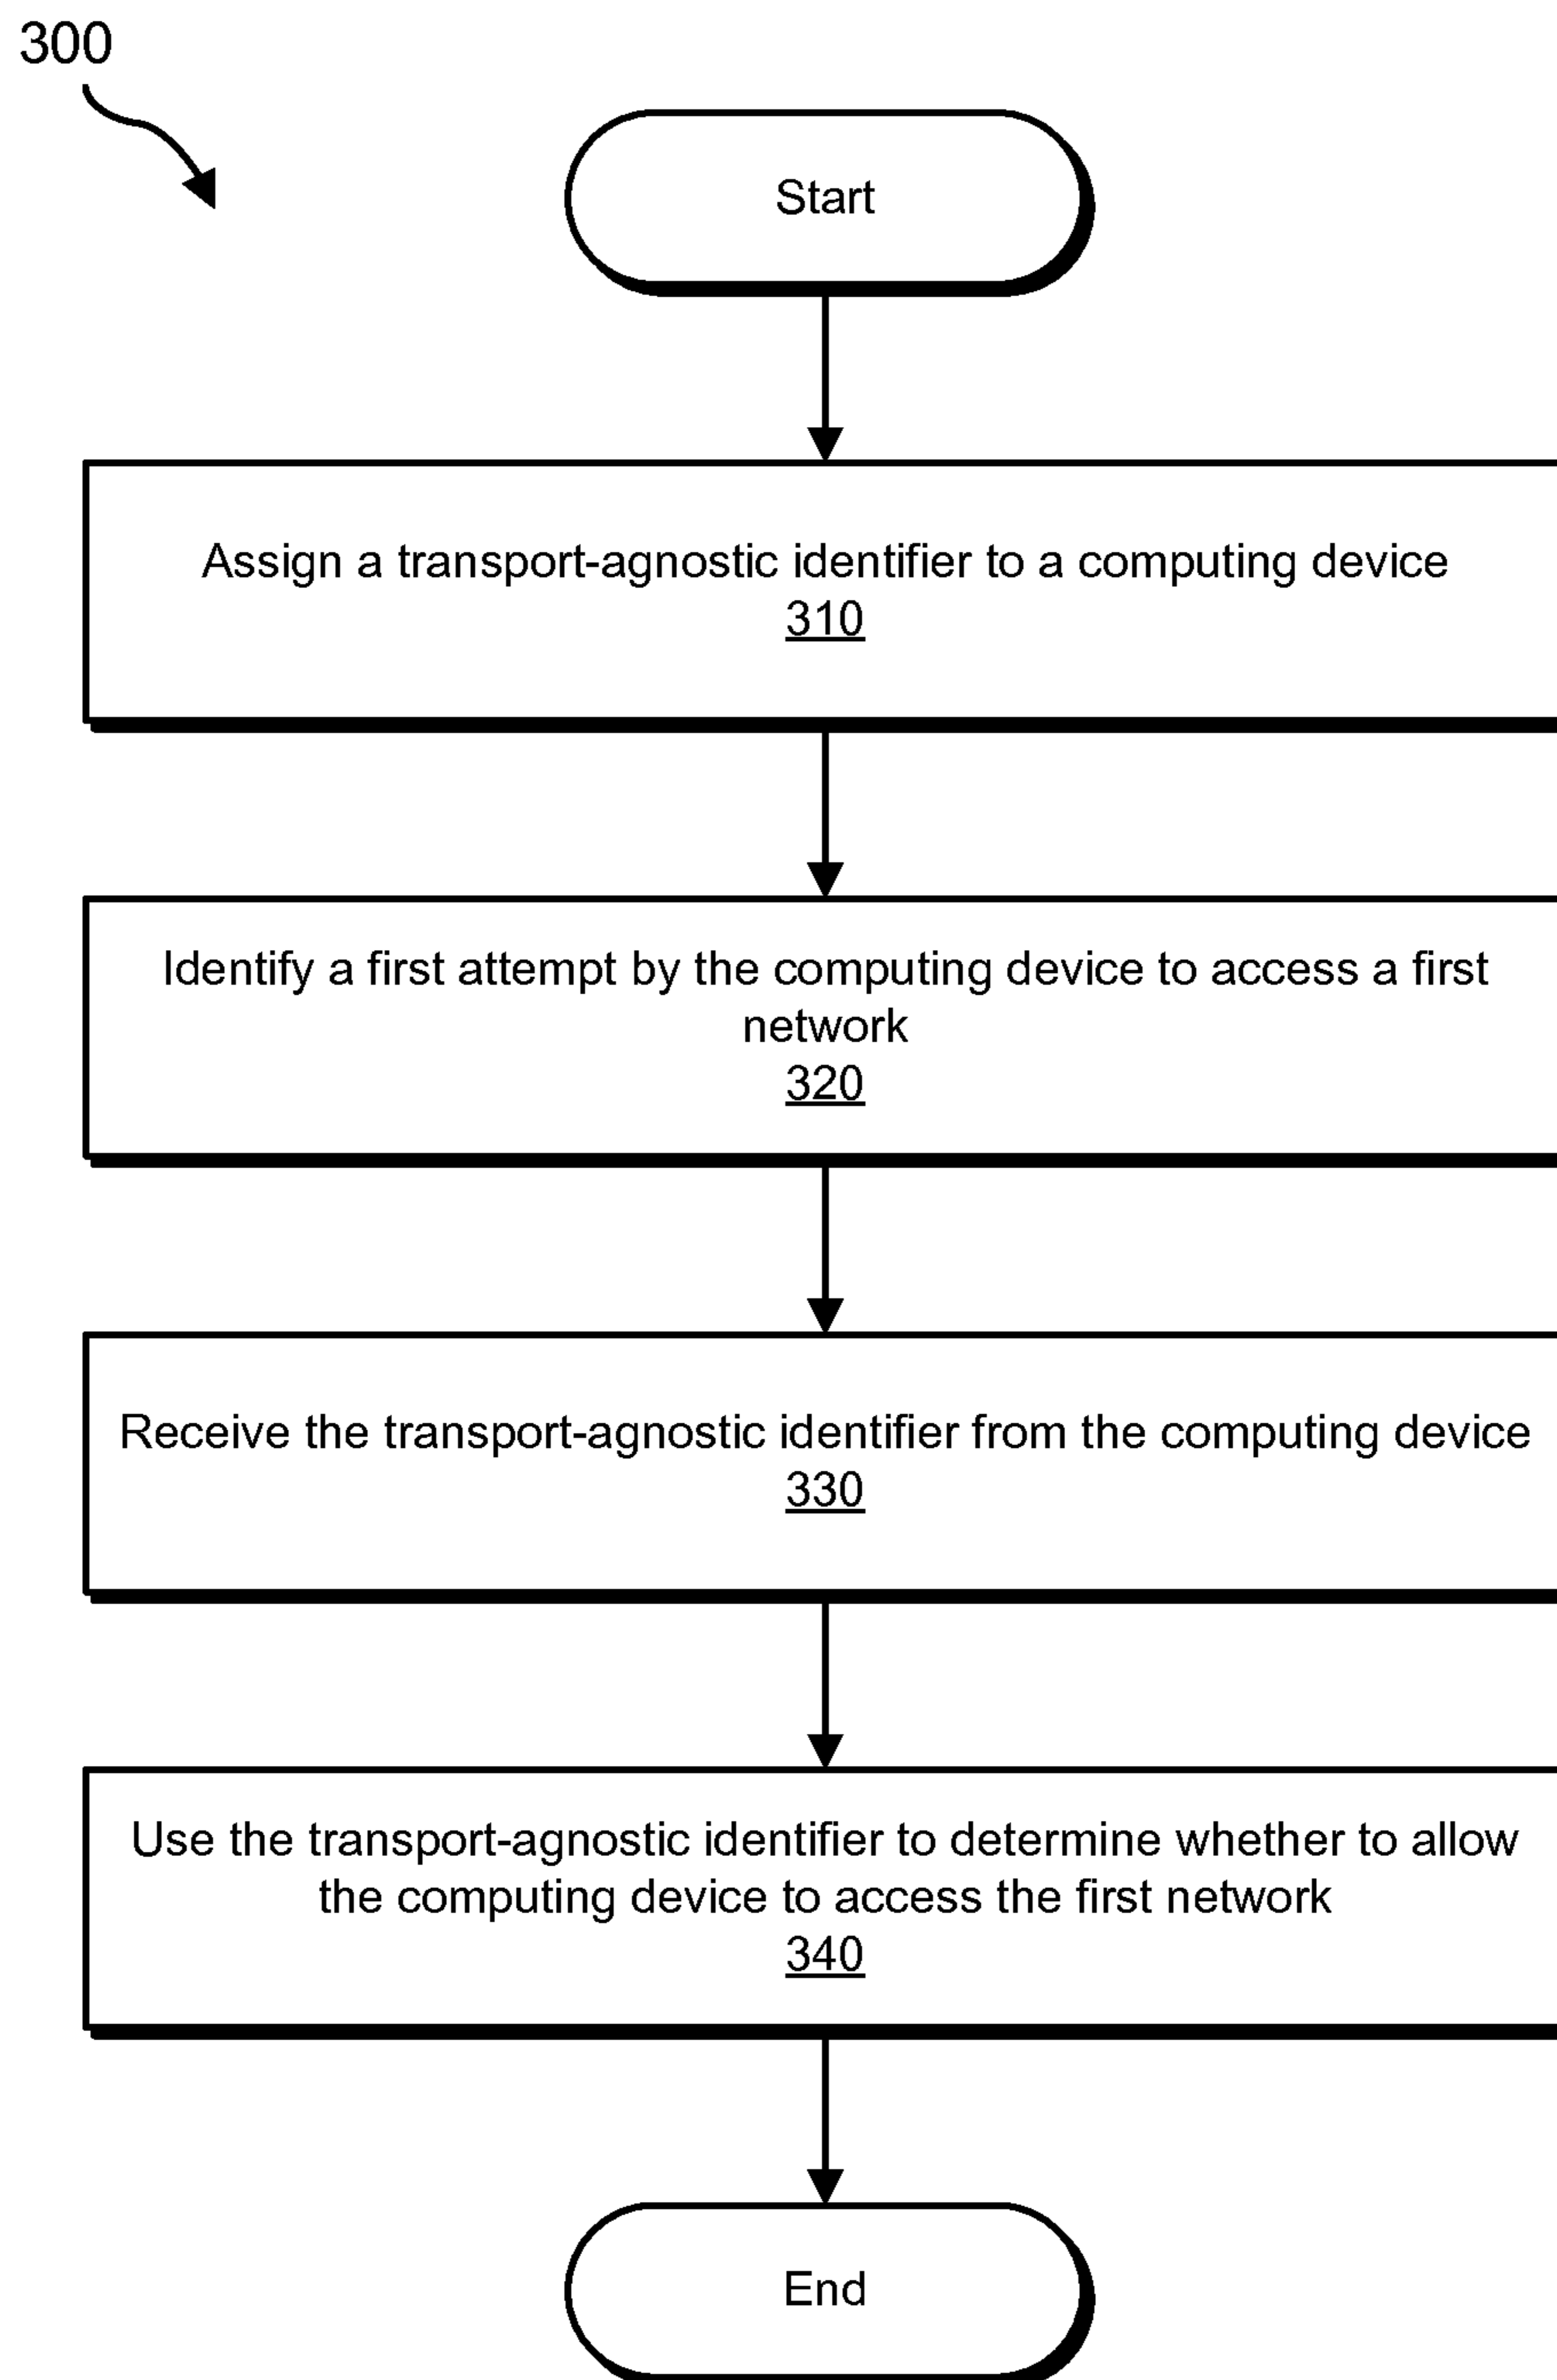 300
Start
Assign a transport-agnostic identifier to a computing device
310
Identify a first attempt by the computing device to access a first
network
320
Receive the transport-agnostic identifier from the computing device
330
Use the transport-agnostic identifier to determine whether to allow
the computing device to access the first network
340
End